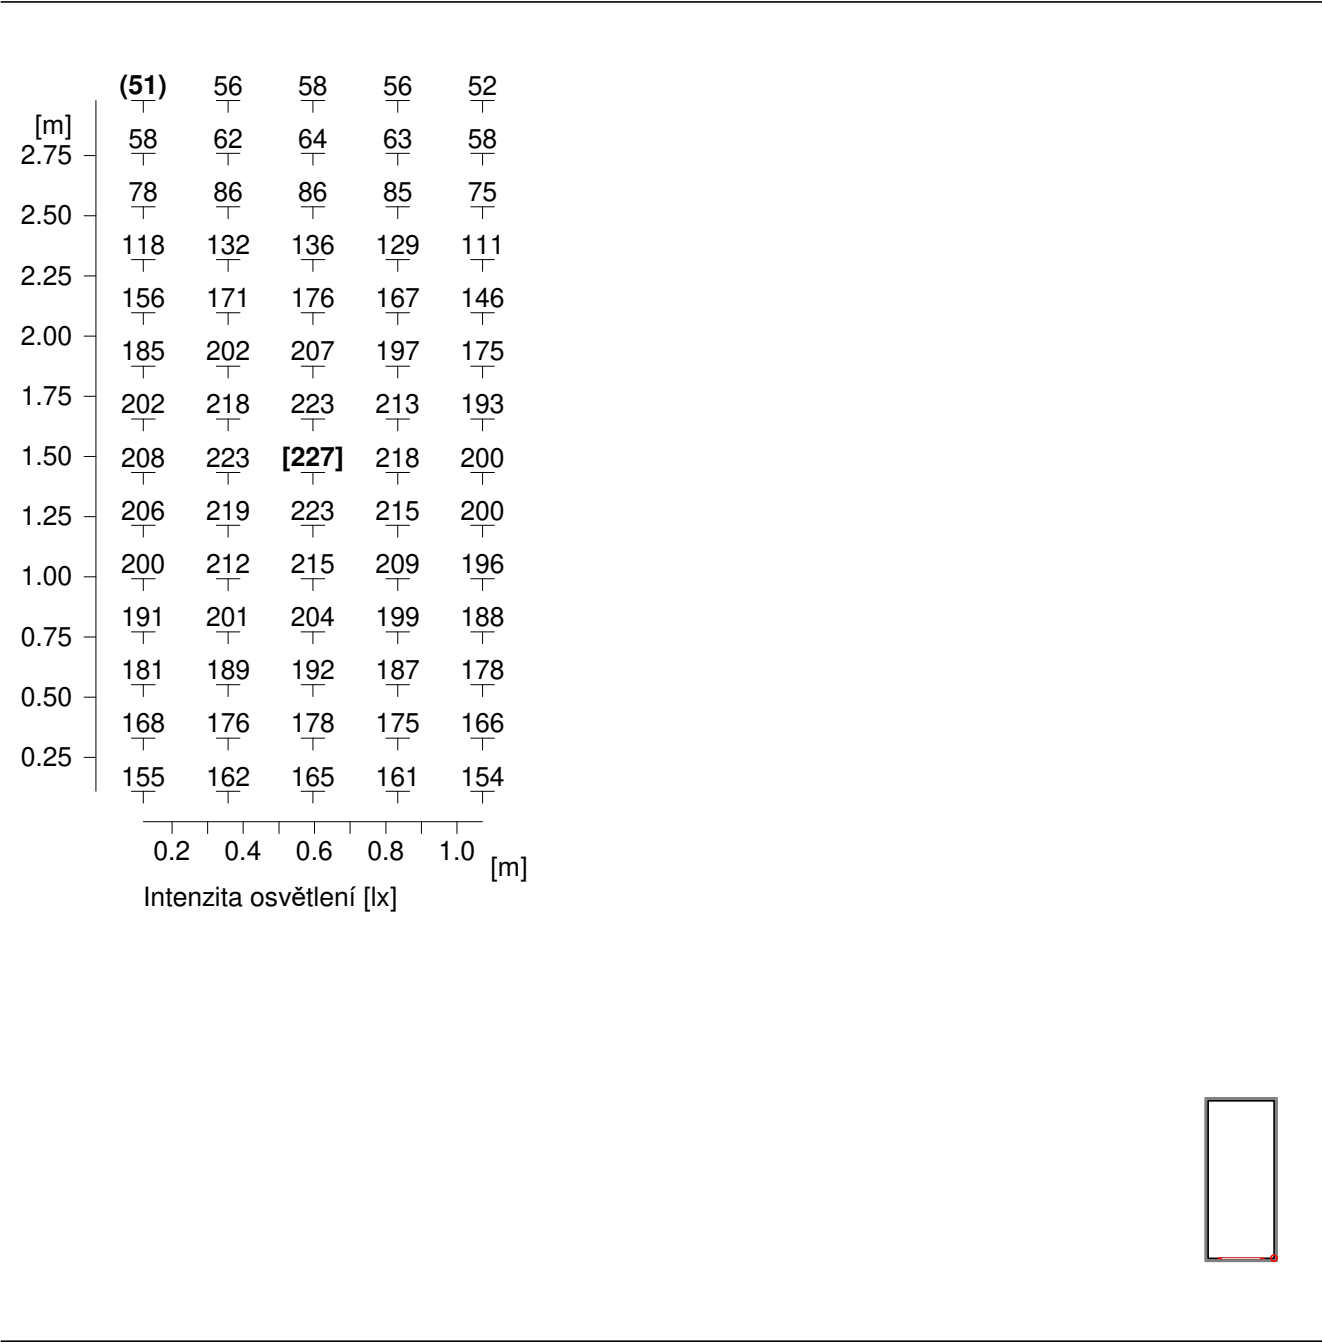 (51) 56 58 56 52
[m]
58 62 64 63 58
2.75
78 86 86 85 75
2.50
118 132 136 129 111
2.25
156 171 176 167 146
2.00
185 202 207 197 175
1.75
202 218 223 213 193
1.50 208 223 [227] 218 200
1.25 206 219 223 215 200
200 212 215 209 196
1.00
191 201 204 199 188
0.75
181 189 192 187 178
0.50
168 176 178 175 166
0.25
155 162 165 161 154
0.2 0.4 0.6 0.8 1.0 [m]
Intenzita osvětlení [lx]